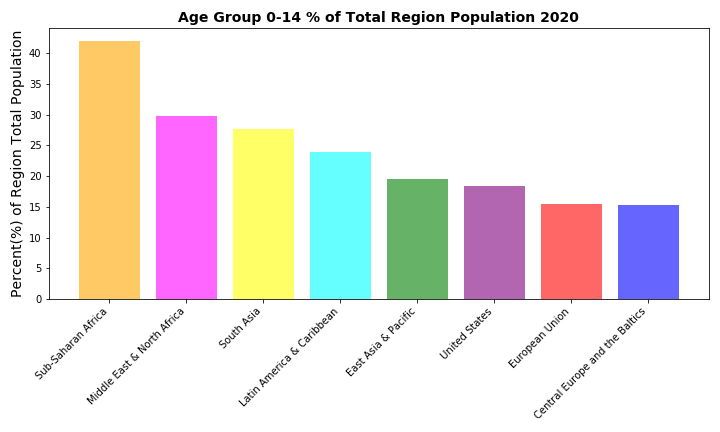 Age Group 0-14 % of Total Region Population 2020
Percent(%) of Region Total Population
40
35
30
25
20
15
10
5
0
Sub-Saharan Africa
Middle East & North Africa
South Asia
Latin America & Caribbean
East Asia & Pacific
United States
European Union
Central Europe and the Baltics